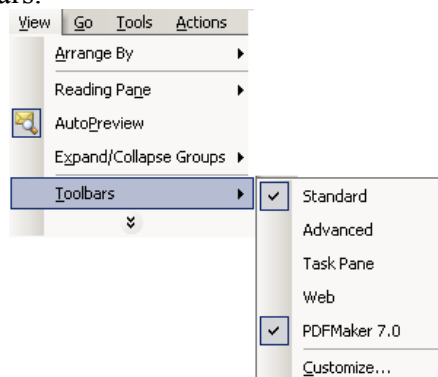 ars.
View Go Tools Actions
Arrange By
Reading Pane
AutoPreview
Expand/Collapse Groups
Toolbars
Standard
Advanced
Task Pane
Web
PDFMaker 7.0
Customize...